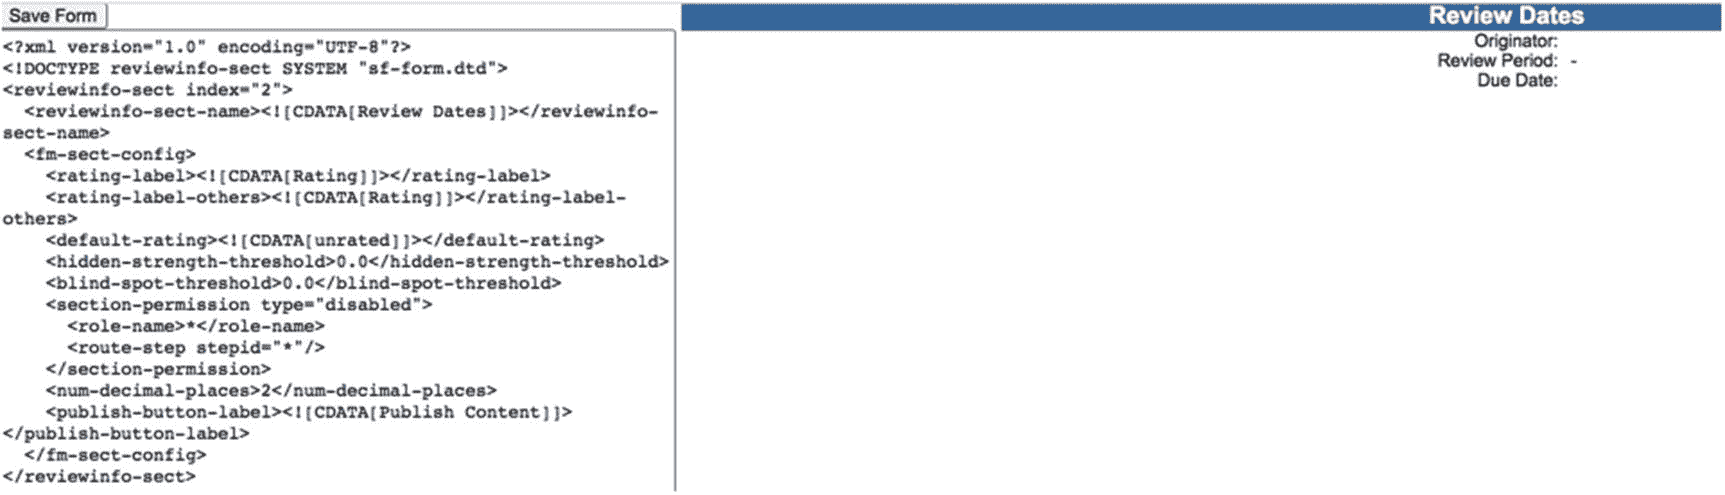 Save Form
<?xml version="1.0" encoding="UTF-8"?>
<!DOCTYPE reviewinfo-sect SYSTEM "sf-form.dtd">
<reviewinfo-sect index="2">
  <reviewinfo-sect-name><![CDATA[Review Dates]]></reviewinfo-
sect-name>
  <fm-sect-config>
    <rating-label><![CDATA[Rating]]></rating-label>
    <rating-label-others><![CDATA[Rating]]></rating-label-
others>
    <default-rating><![CDATA[unrated]]></default-rating>
    <hidden-strength-threshold>0.0</hidden-strength-threshold>
    <blind-spot-threshold>0.0</blind-spot-threshold>
    <section-permission type="disabled">
      <role-name>*</role-name>
      <route-step stepid="*"/>
    </section-permission>
    <num-decimal-places>2</num-decimal-places>
    <publish-button-label><![CDATA[Publish Content]]>
</publish-button-label>
  </fm-sect-config>
</reviewinfo-sect>
Review Dates
Originator:
Review Period: -
Due Date: